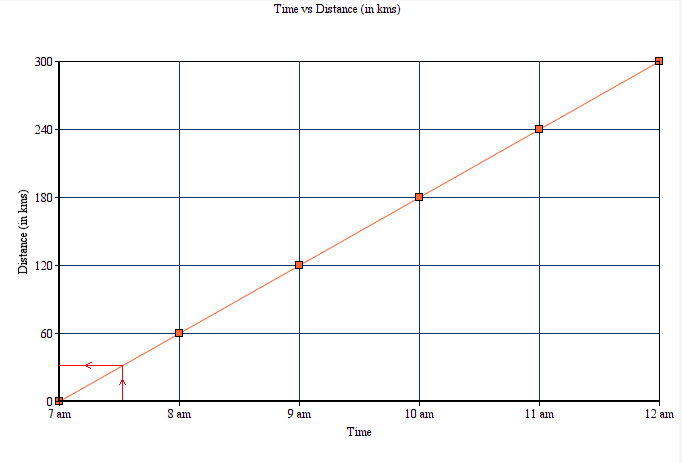 Time vs Distance (in kms)
300
240
180
120
60
0
Distance (in kms)
7 am 8 am 9 am 10 am 11 am 12 am
Time